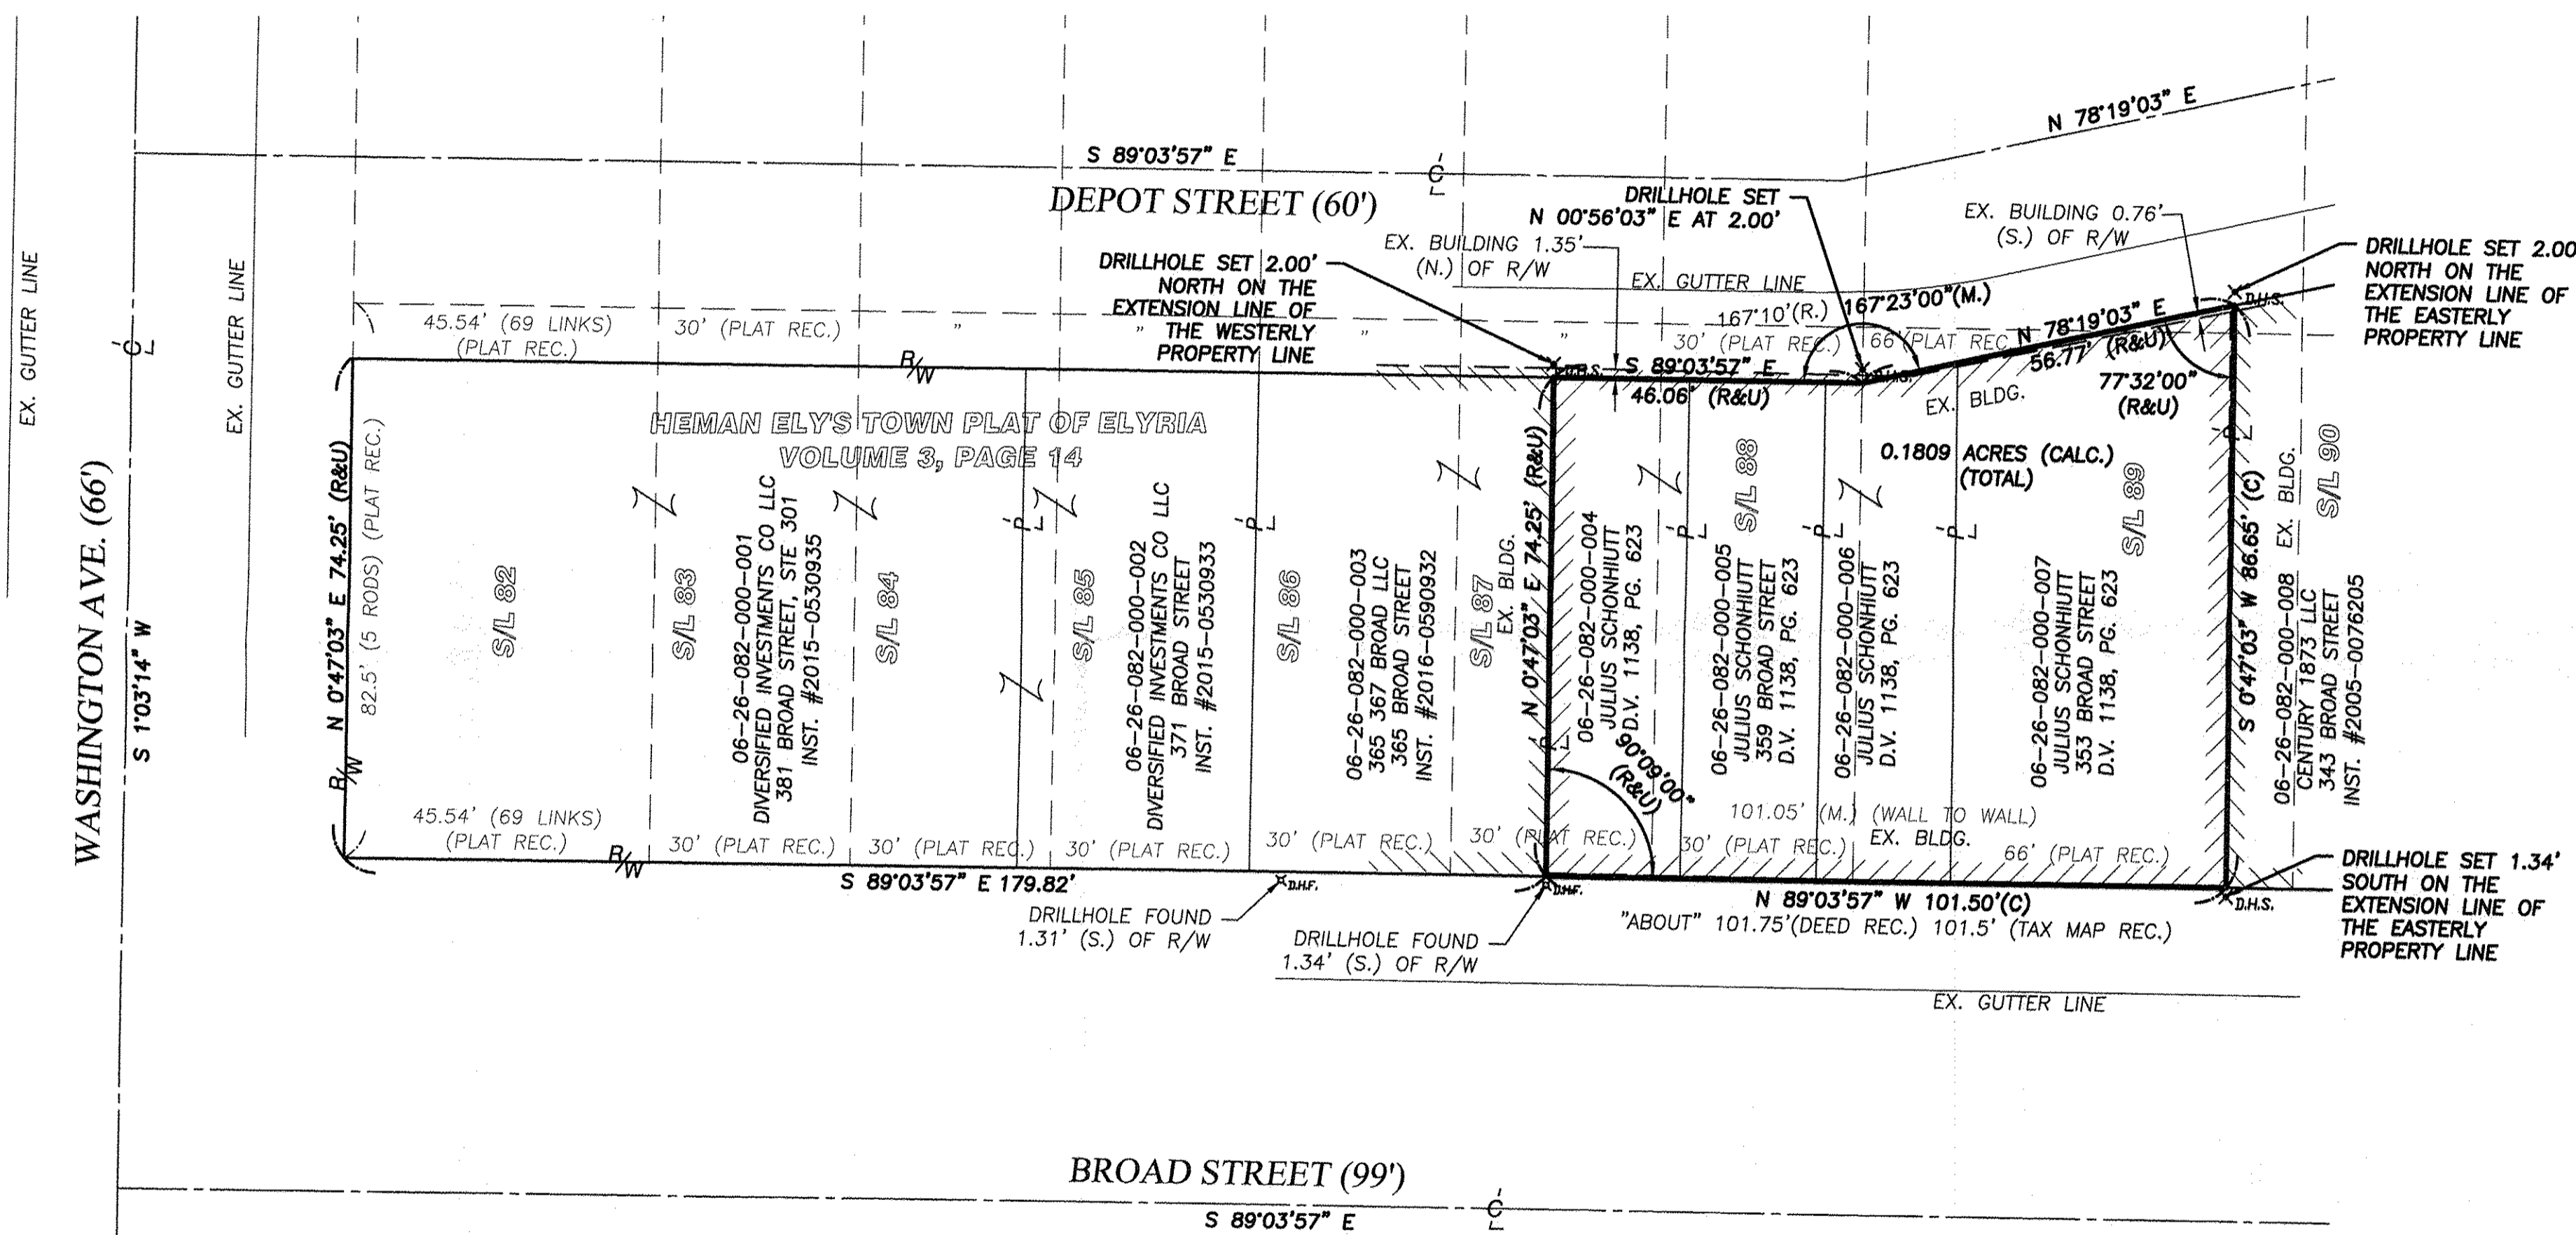 N 78°19'03" E
S 89°03'57" E
DEPOT STREET (60')
DRILLHOLE SET
N 00°56'03" E AT 2.00'
EX. BUILDING 0.76'
(S.) OF R/W
EX. BUILDING 1.35'
(N.) OF R/W
DRILLHOLE SET 2.00'
NORTH ON THE
EXTENSION LINE OF
THE WESTERLY
PROPERTY LINE
DRILLHOLE SET 2.00
NORTH ON THE
EXTENSION LINE OF
THE EASTERLY
PROPERTY LINE
EX. GUTTER LINE
EX. GUTTER LINE
EX. GUTTER LINE
167°10'(R.)
167°23'00"(M.)
45.54' (69 LINKS)
(PLAT REC.)
30' (PLAT REC.)
"
"
"
"
30' (PLAT REC.)
66' (PLAT REC.
N 78°19'03" E
56.77' (R&U)
D.H.S.
D.H.S.
D.H.S.
R/W
S 89°03'57" E
46.06' (R&U)
77°32'00"
(R&U)
EX. BLDG.
HEMAN ELY'S TOWN PLAT OF ELYRIA
VOLUME 3, PAGE 14
0.1809 ACRES (CALC.)
(TOTAL)
WASHINGTON AVE. (66')
S 1°03'14" W
N 0°47'03" E 74.25' (R&U)
82.5' (5 RODS) (PLAT REC.)
R/W
S/L 82
S/L 83
06-26-082-000-001
DIVERSIFIED INVESTMENTS CO LLC
381 BROAD STREET, STE 301
INST. #2015-0530935
S/L 84
S/L 85
06-26-082-000-002
DIVERSIFIED INVESTMENTS CO LLC
371 BROAD STREET
INST. #2015-0530933
S/L 86
06-26-082-000-003
365 367 BROAD LLC
365 BROAD STREET
INST. #2016-0590932
S/L 87
EX. BLDG.
N 0°47'03" E 74.25' (R&U)
06-26-082-000-004
JULIUS SCHONHIUTT
D.V. 1138, PG. 623
06-26-082-000-005
JULIUS SCHONHIUTT
359 BROAD STREET
D.V. 1138, PG. 623
S/L 88
06-26-082-000-006
JULIUS SCHONHIUTT
D.V. 1138, PG. 623
06-26-082-000-007
JULIUS SCHONHIUTT
353 BROAD STREET
D.V. 1138, PG. 623
S/L 89
S 0°47'03" W 86.65' (C)
06-26-082-000-008
EX. BLDG.
CENTURY 1873 LLC
343 BROAD STREET
INST. #2005-0076205
S/L 90
90°09'00"
(R&U)
101.05' (M.) (WALL TO WALL)
EX. BLDG.
45.54' (69 LINKS)
(PLAT REC.)
30' (PLAT REC.)
30' (PLAT REC.)
30' (PLAT REC.)
30' (PLAT REC.)
30' (PLAT REC.)
30' (PLAT REC.)
66' (PLAT REC.)
R/W
S 89°03'57" E 179.82'
D.H.F.
D.H.F.
D.H.S.
DRILLHOLE FOUND
1.31' (S.) OF R/W
DRILLHOLE FOUND
1.34' (S.) OF R/W
N 89°03'57" W 101.50'(C)
"ABOUT" 101.75'(DEED REC.) 101.5' (TAX MAP REC.)
DRILLHOLE SET 1.34'
SOUTH ON THE
EXTENSION LINE OF
THE EASTERLY
PROPERTY LINE
EX. GUTTER LINE
BROAD STREET (99')
S 89°03'57" E